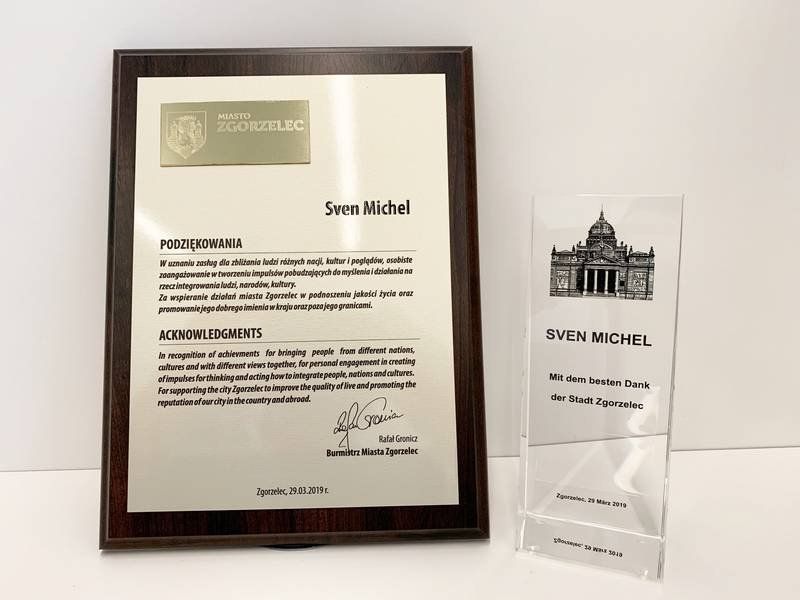 MIASTO
ZGORZELEC
Sven Michel
PODZIĘKOWANIA
W uznaniu zasług dla zbliżania ludzi różnych nacji, kultur i poglądów, osobiste
zaangażowanie w tworzeniu impulsów pobudzających do myślenia i działania na
rzecz integrowania ludzi, narodów, kultury.
Za wspieranie działań miasta Zgorzelec w podnoszeniu jakości życia oraz
promowanie jego dobrego imienia w kraju oraz poza jego granicami.
ACKNOWLEDGMENTS
In recognition of achievments for bringing people from different nations,
cultures and with different views together, for personal engagement in creating
of impulses for thinking and acting how to integrate people, nations and cultures.
For supporting the city Zgorzelec to improve the quality of live and promoting the
reputation of our city in the country and abroad.
Rafał Gronicz
Burmistrz Miasta Zgorzelec
Zgorzelec, 29.03.2019 r.
SVEN MICHEL
Mit dem besten Dank
der Stadt Zgorzelec
Zgorzelec, 29 März 2019